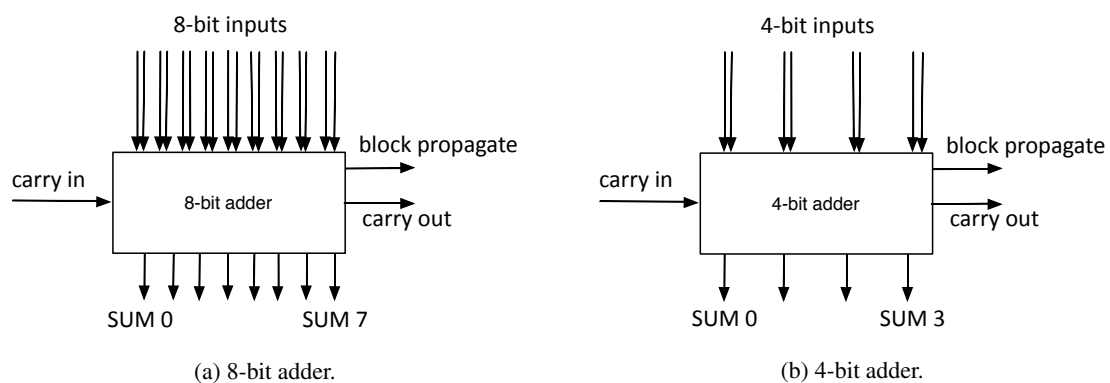 8-bit inputs
block propagate
carry in
8-bit adder
carry out
SUM 0
SUM 7
(a) 8-bit adder.
4-bit inputs
block propagate
carry in
4-bit adder
carry out
SUM 0
SUM 3
(b) 4-bit adder.